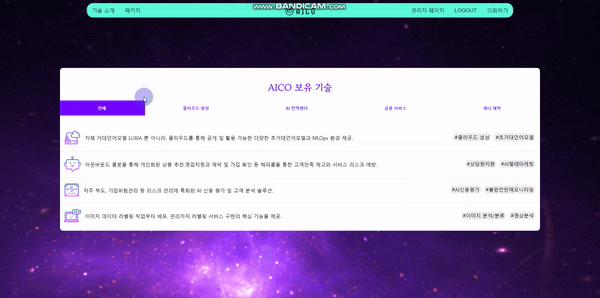 기술 소개
패키지
WWW.BANDICAM.COM
AICO
관리자 페이지
LOGOUT
의뢰하기
AICO 보유 기술
전체
클라우드 생성
AI 컨택센터
금융 서비스
매니 제작
자체 거대언어모델 LUXIA 뿐 아니라, 클라우드를 통해 공개 및 활용 가능한 다양한 초거대언어모델과 MLOps 환경 제공.
#클라우드 생성
#초거대언어모델
아웃바운드 콜봇을 통해 개인화된 상품 추천,영업지원과 계약 및 가입 확인 등 해피콜을 통한 고객만족 제고와 서비스 리스크 예방.
#상담원지원
#AI텔레마케팅
차주 부도, 기업위험관리 등 리스크 관리에 특화된 AI 신용 평가 및 고객 분석 솔루션.
#AI신용평가
#불완전판매모니터링
이미지 데이터 라벨링 작업부터 배포, 관리까지 라벨링 서비스 구현의 핵심 기능을 제공.
#이미지 분석/분류
#영상분석